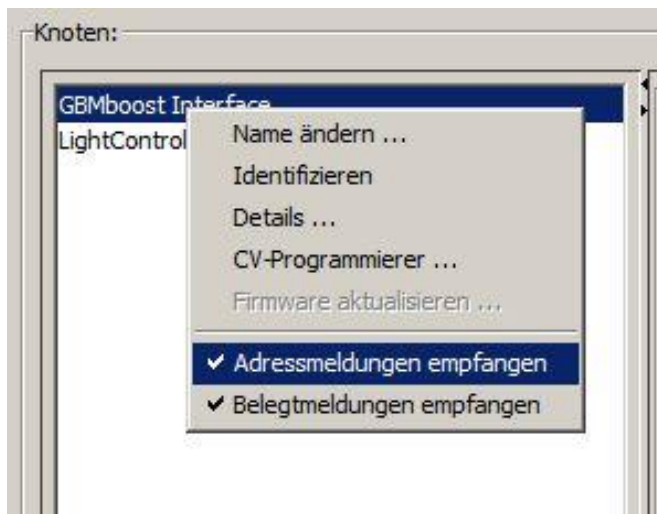 Knoten:
GBMboost Interface
LightControl
Name ändern ...
Identifizieren
Details ...
CV-Programmierer ...
Firmware aktualisieren ...
Adressmeldungen empfangen
Belegtmeldungen empfangen